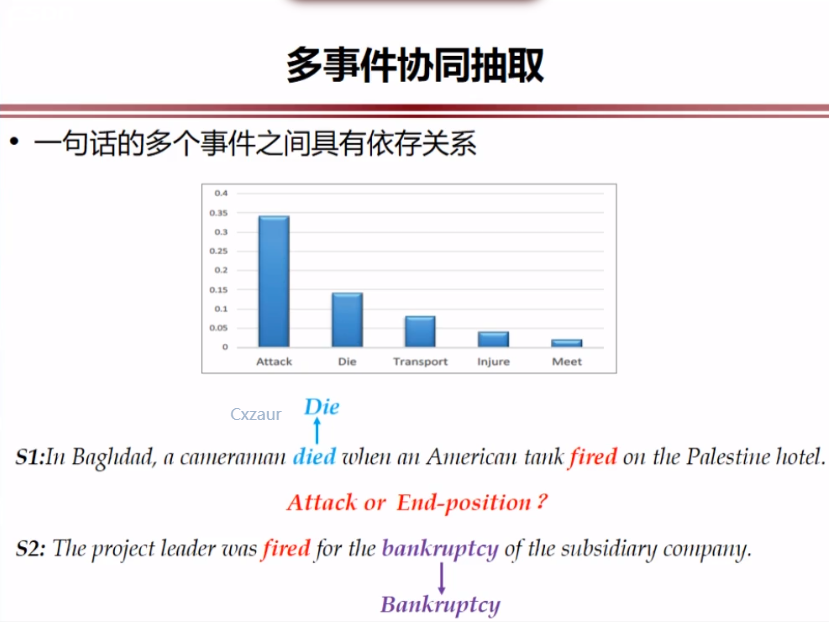 多事件协同抽取
• 一句话的多个事件之间具有依存关系
0.4
0.35
0.3
0.25
0.2
0.15
0.1
0.05
0
Attack Die Transport Injure Meet
Cxzaur Die
S1:In Baghdad, a cameraman died when an American tank fired on the Palestine hotel.
Attack or End-position ?
S2: The project leader was fired for the bankruptcy of the subsidiary company.
Bankruptcy